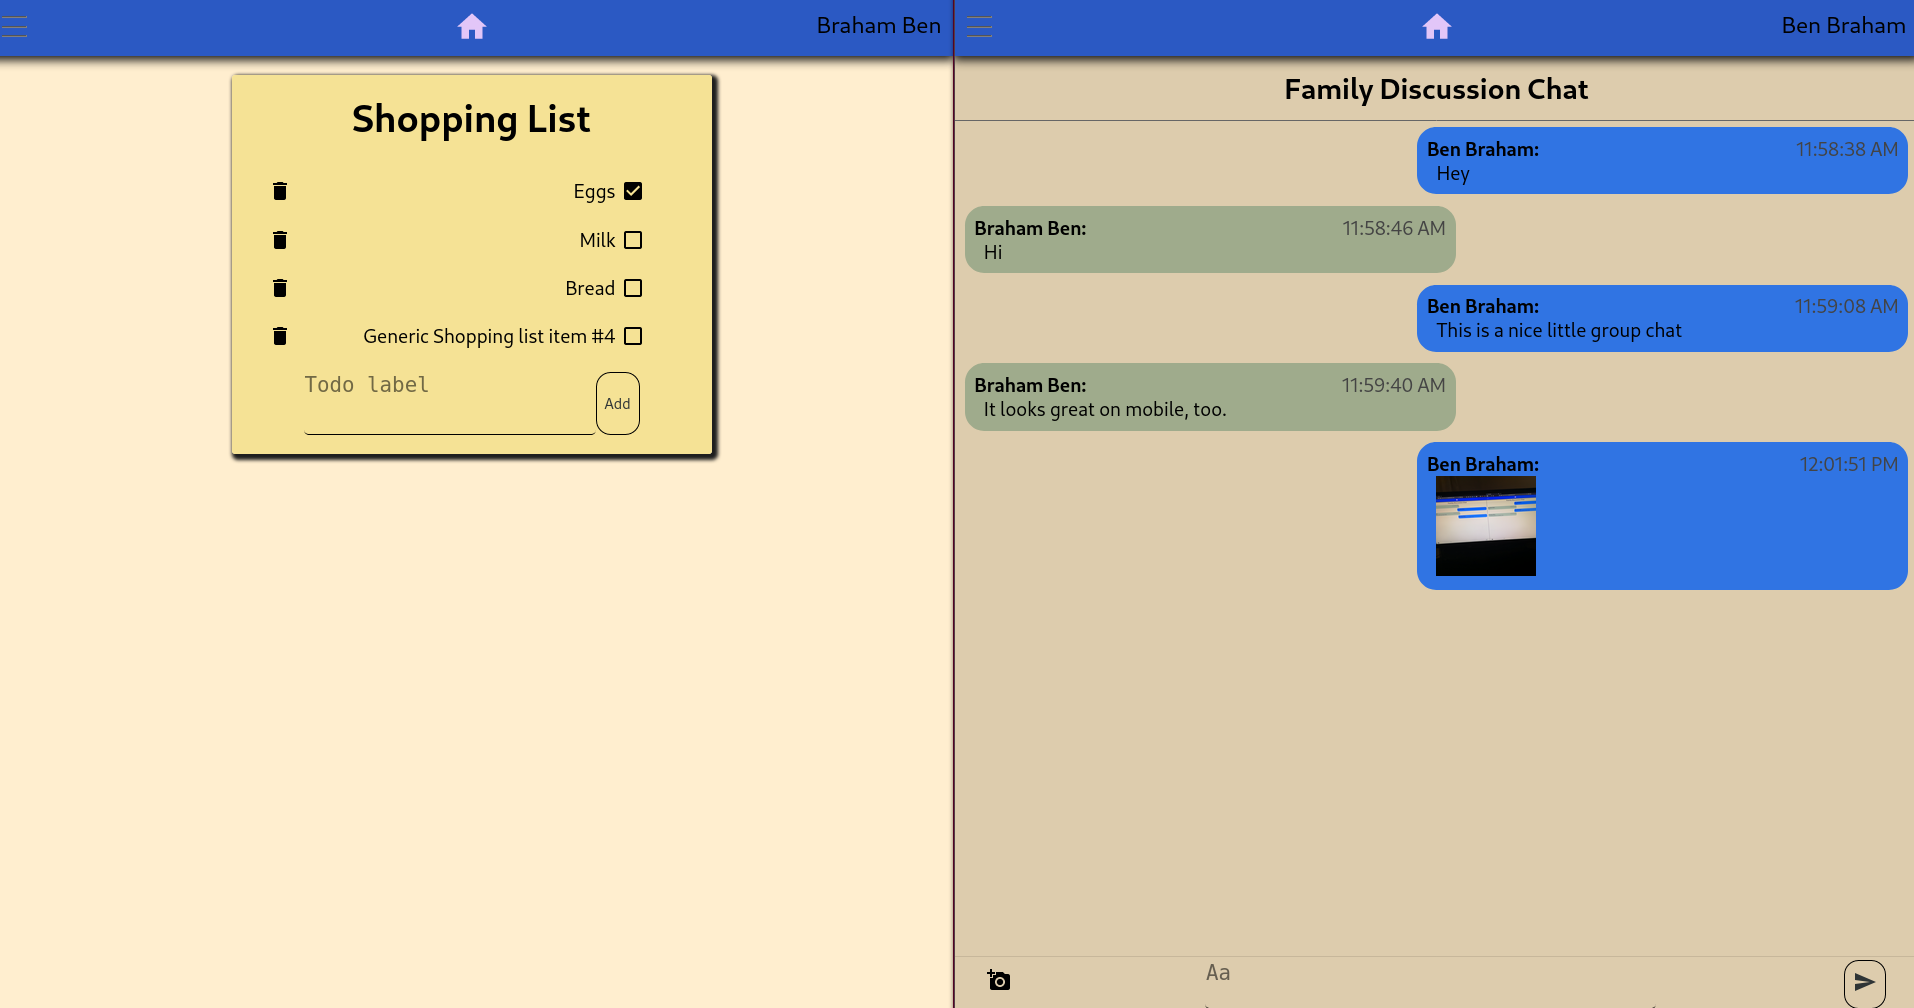 Braham Ben
Shopping List
Eggs
Milk
Bread
Generic Shopping list item #4
Todo label
Add
Ben Braham
Family Discussion Chat
Ben Braham: 11:58:38 AM
Hey
Braham Ben: 11:58:46 AM
Hi
Ben Braham: 11:59:08 AM
This is a nice little group chat
Braham Ben: 11:59:40 AM
It looks great on mobile, too.
Ben Braham: 12:01:51 PM
Aa